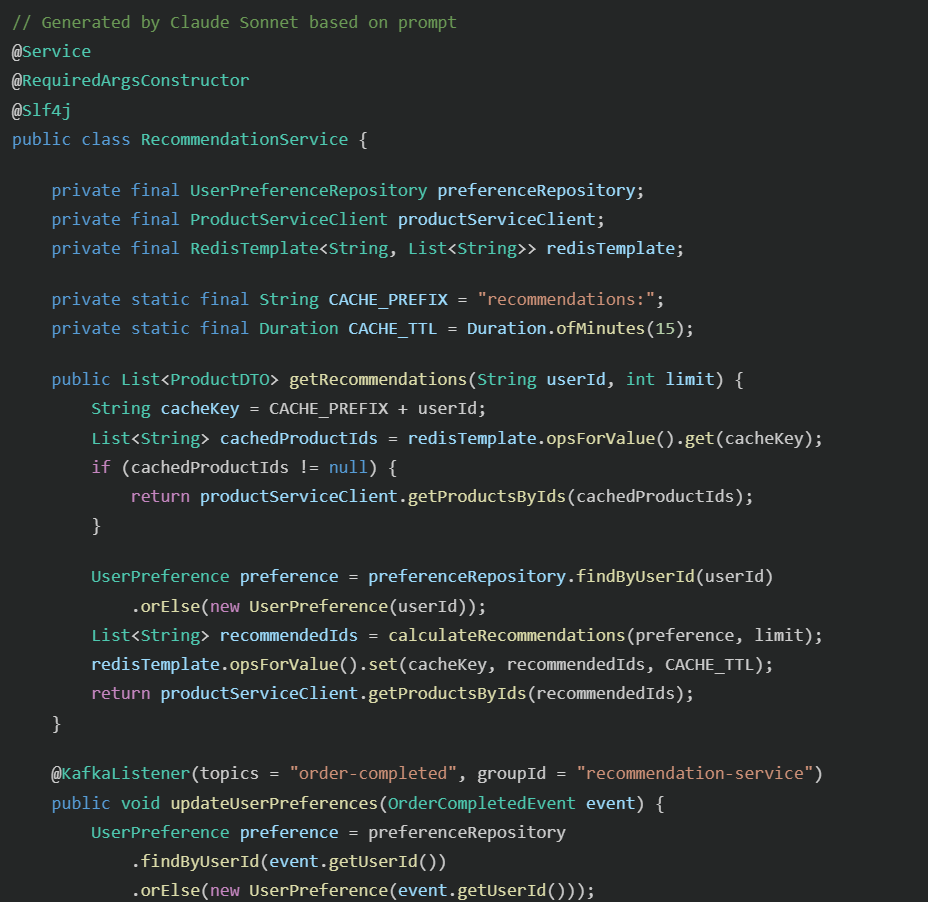 // Generated by Claude Sonnet based on prompt
@Service
@RequiredArgsConstructor
@Slf4j
public class RecommendationService {
    private final UserPreferenceRepository preferenceRepository;
    private final ProductServiceClient productServiceClient;
    private final RedisTemplate<String, List<String>> redisTemplate;
    private static final String CACHE_PREFIX = "recommendations:";
    private static final Duration CACHE_TTL = Duration.ofMinutes(15);
    public List<ProductDTO> getRecommendations(String userId, int limit) {
        String cacheKey = CACHE_PREFIX + userId;
        List<String> cachedProductIds = redisTemplate.opsForValue().get(cacheKey);
        if (cachedProductIds != null) {
            return productServiceClient.getProductsByIds(cachedProductIds);
        }
        UserPreference preference = preferenceRepository.findByUserId(userId)
            .orElse(new UserPreference(userId));
        List<String> recommendedIds = calculateRecommendations(preference, limit);
        redisTemplate.opsForValue().set(cacheKey, recommendedIds, CACHE_TTL);
        return productServiceClient.getProductsByIds(recommendedIds);
    }
    @KafkaListener(topics = "order-completed", groupId = "recommendation-service")
    public void updateUserPreferences(OrderCompletedEvent event) {
        UserPreference preference = preferenceRepository
            .findByUserId(event.getUserId())
            .orElse(new UserPreference(event.getUserId()));